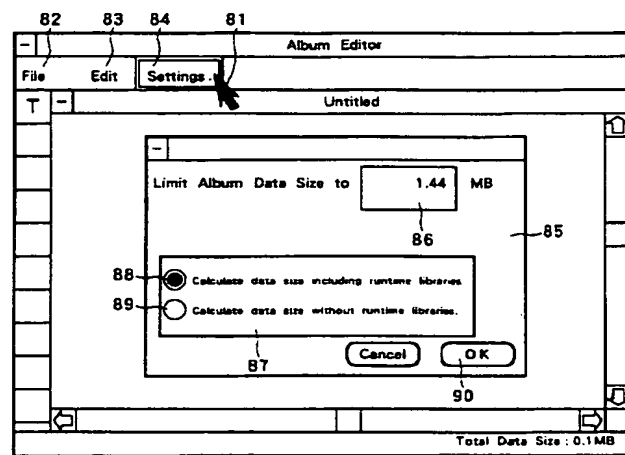 82 83 84 81
Album Editor
File Edit Settings.
T Untitled
Limit Album Data Size to 1.44 MB
86
85
88 Calculate data size including runtime libraries.
89 Calculate data size without runtime libraries.
87
Cancel OK
90
Total Data Size : 0.1MB